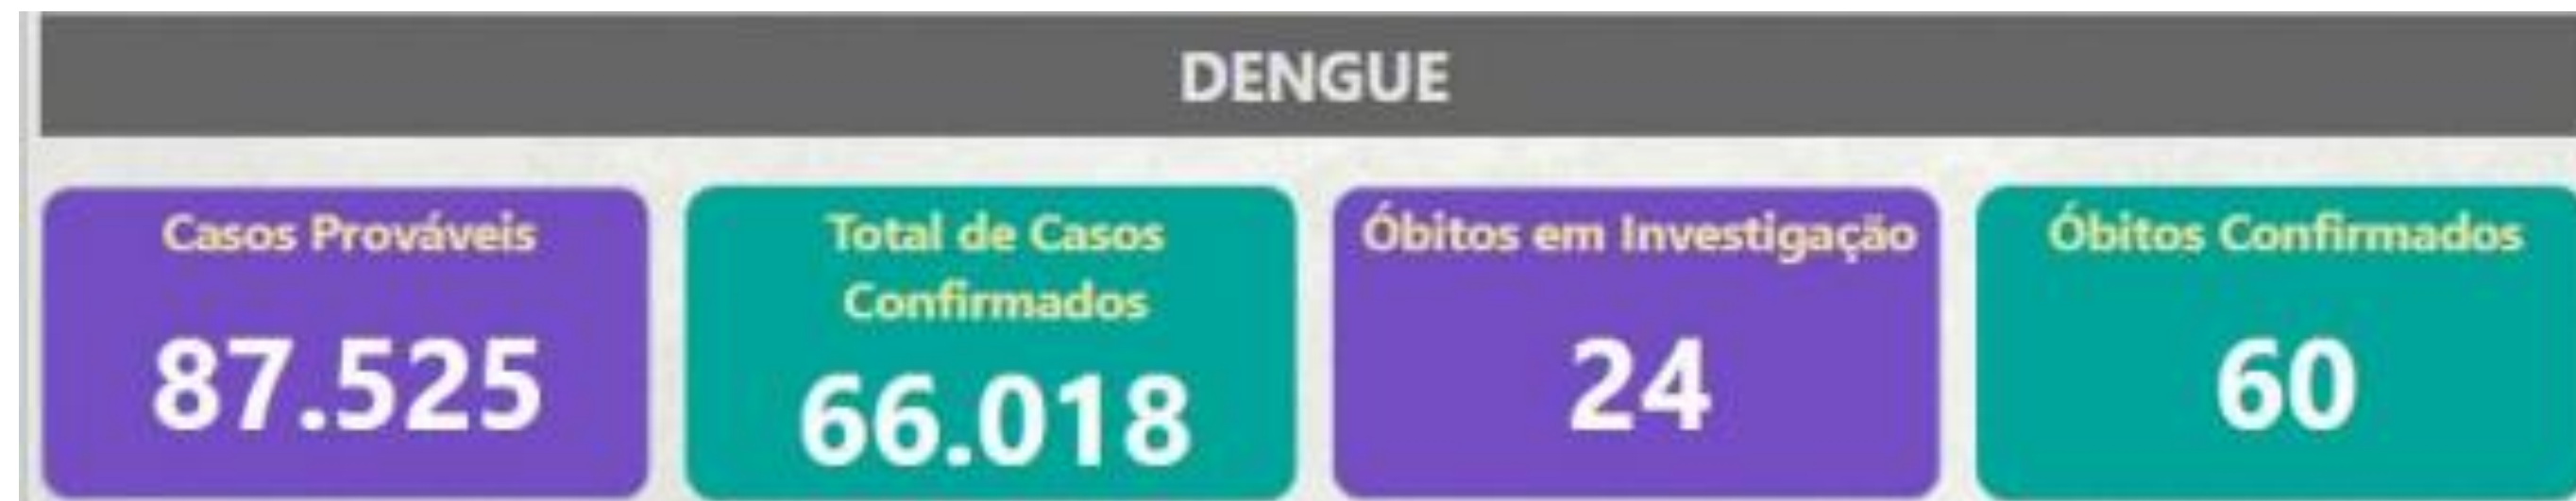 DENGUE
Casos Prováveis
87.525
Total de Casos
Confirmados
66.018
Óbitos em Investigação
24
Óbitos Confirmados
60